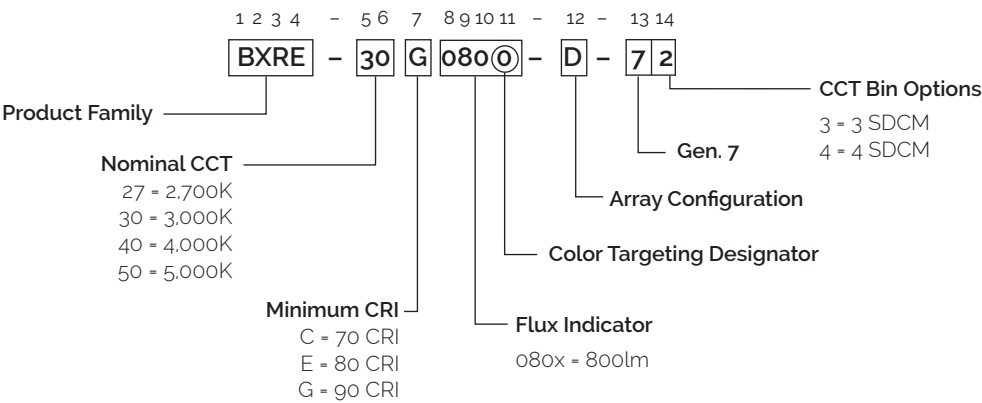 1 2 3 4 - 5 6 7 8 9 10 11 - 12 - 13 14
BXRE - 30 G 0800 - D - 7 2
Product Family
CCT Bin Options
3 = 3 SDCM
4 = 4 SDCM
Gen. 7
Nominal CCT
27 = 2,700K
30 = 3,000K
40 = 4,000K
50 = 5,000K
Array Configuration
Color Targeting Designator
Minimum CRI
C = 70 CRI
E = 80 CRI
G = 90 CRI
Flux Indicator
080x = 800lm